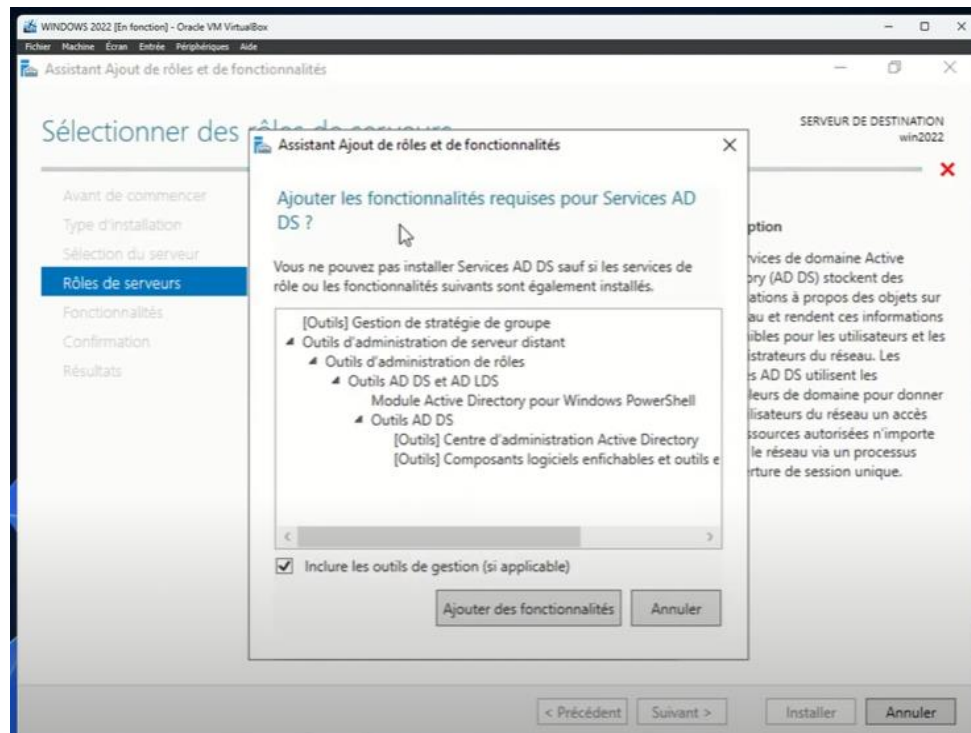 WINDOWS 2022 [En fonction] - Oracle VM VirtualBox
Fichier Machine Écran Entrée Périphériques Aide
Assistant Ajout de rôles et de fonctionnalités
Sélectionner des rôles de serveurs
SERVEUR DE DESTINATION
win2022
Avant de commencer
Type d'installation
Sélection du serveur
Rôles de serveurs
Fonctionnalités
Confirmation
Résultats
Assistant Ajout de rôles et de fonctionnalités
Ajouter les fonctionnalités requises pour Services AD
DS ?
Vous ne pouvez pas installer Services AD DS sauf si les services de
rôle ou les fonctionnalités suivants sont également installés.
[Outils] Gestion de stratégie de groupe
Outils d'administration de serveur distant
Outils d'administration de rôles
Outils AD DS et AD LDS
Module Active Directory pour Windows PowerShell
Outils AD DS
[Outils] Centre d'administration Active Directory
[Outils] Composants logiciels enfichables et outils e
Inclure les outils de gestion (si applicable)
Ajouter des fonctionnalités
Annuler
ption
vices de domaine Active
ory (AD DS) stockent des
ations à propos des objets sur
au et rendent ces informations
ibles pour les utilisateurs et les
istrateurs du réseau. Les
s AD DS utilisent les
leurs de domaine pour donner
ilisateurs du réseau un accès
ssources autorisées n'importe
le réseau via un processus
rture de session unique.
< Précédent
Suivant >
Installer
Annuler